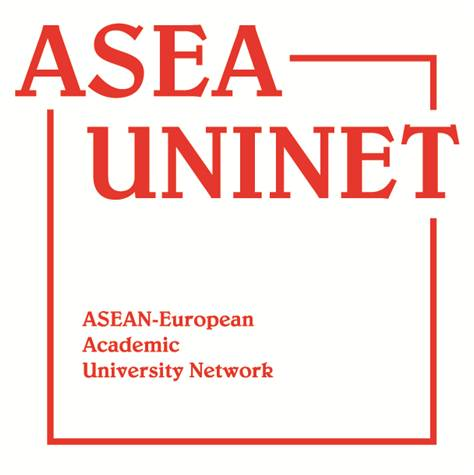 ASEA
UNINET
ASEAN-European
Academic
University Network